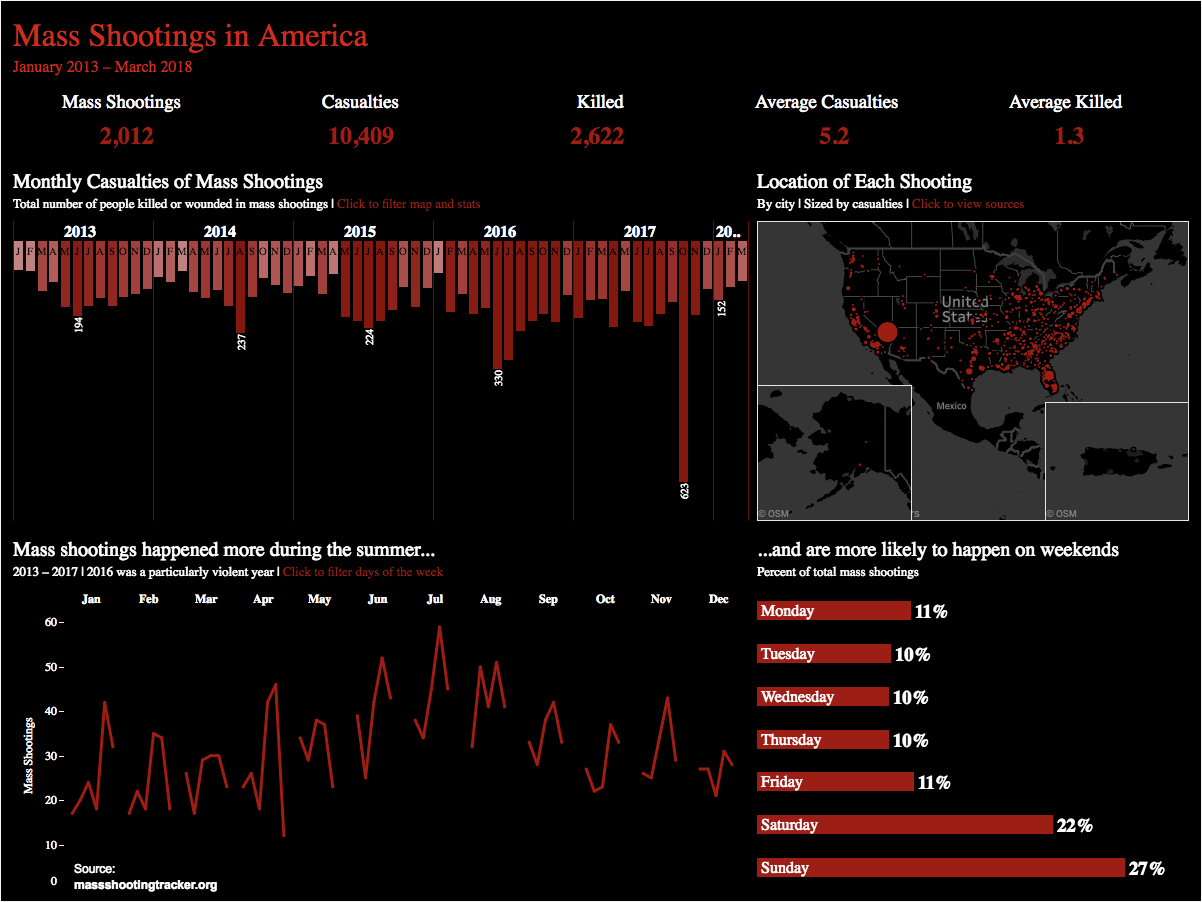 Mass Shootings in America
January 2013 – March 2018
Mass Shootings Casualties Killed Average Casualties Average Killed
2,012 10,409 2,622 5.2 1.3
Monthly Casualties of Mass Shootings
Total number of people killed or wounded in mass shootings | Click to filter map and stats
2013 2014 2015 2016 2017 20..
J F M A M J J A S O N D J F M A M J J A S O N D J F M A M J J A S O N D J F M A M J J A S O N D J F M A M J J A S O N D J F M
194
237
224
330
623
152
Location of Each Shooting
By city | Sized by casualties | Click to view sources
United
States
Mexico
© OSM
rs
© OSM
Mass shootings happened more during the summer...
2013 – 2017 | 2016 was a particularly violent year | Click to filter days of the week
Jan Feb Mar Apr May Jun Jul Aug Sep Oct Nov Dec
Mass Shootings
60
50
40
30
20
10
0
Source:
massshootingtracker.org
...and are more likely to happen on weekends
Percent of total mass shootings
Monday 11%
Tuesday 10%
Wednesday 10%
Thursday 10%
Friday 11%
Saturday 22%
Sunday 27%